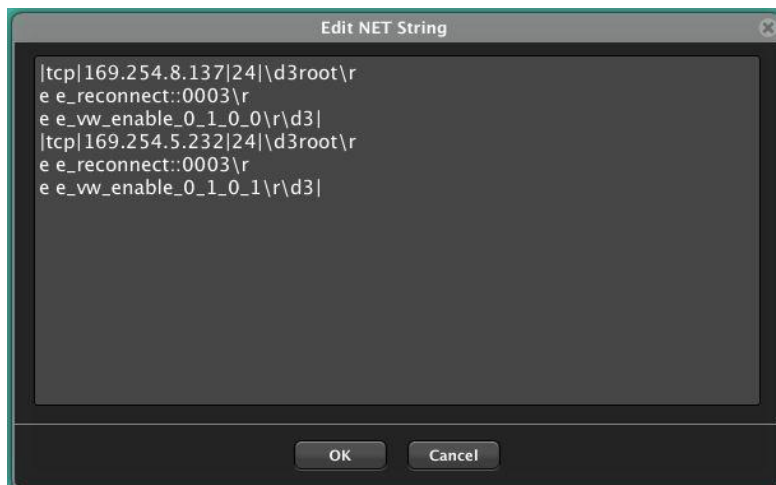 Edit NET String
|tcp|169.254.8.137|24|\d3root\r
e e_reconnect::0003\r
e e_vw_enable_0_1_0_0\r\d3|
|tcp|169.254.5.232|24|\d3root\r
e e_reconnect::0003\r
e e_vw_enable_0_1_0_1\r\d3|
OK Cancel